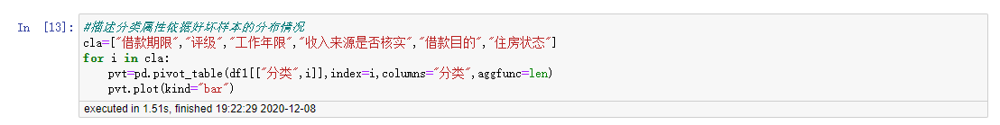 In [13]:
#描述分类属性依据好坏样本的分布情况
cla=["借款期限","评级","工作年限","收入来源是否核实","借款目的","住房状态"]
for i in cla:
    pvt=pd.pivot_table(df1[["分类",i]],index=i,columns="分类",aggfunc=len)
    pvt.plot(kind="bar")
executed in 1.51s, finished 19:22:29 2020-12-08